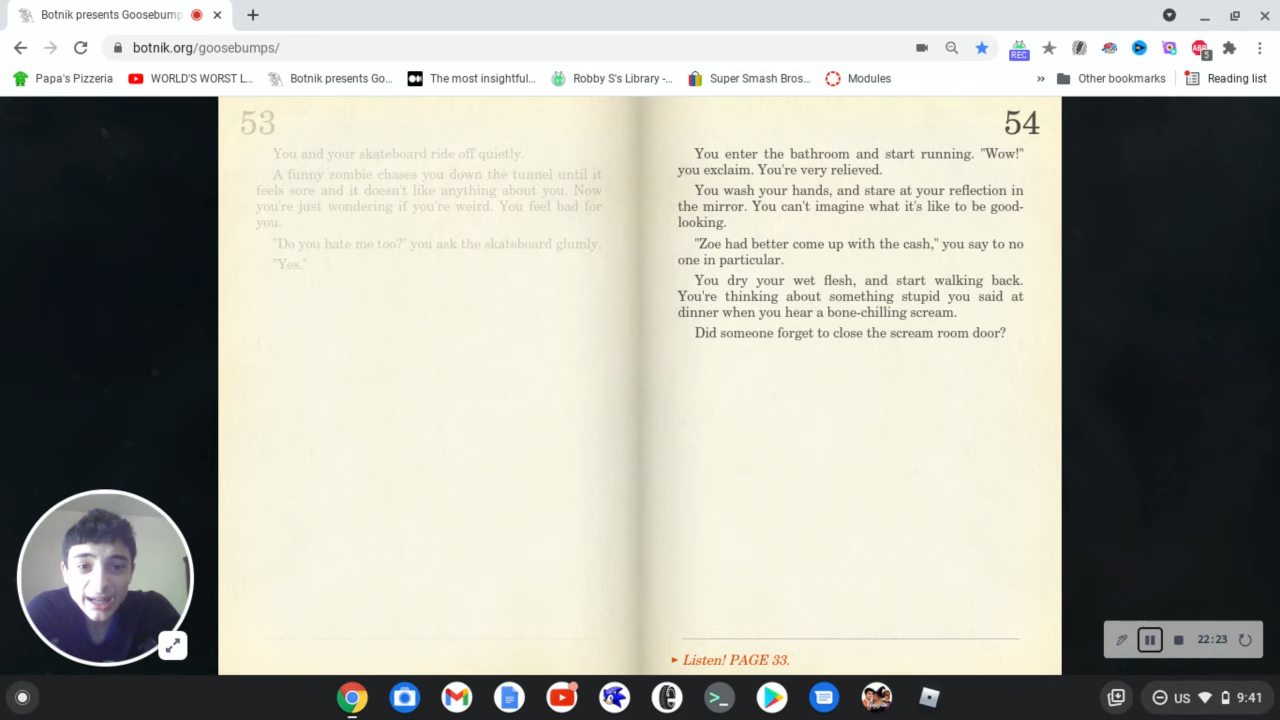 Botnik presents Goosebump
botnik.org/goosebumps/
REC
ABP
5
Papa's Pizzeria
WORLD'S WORST L...
Botnik presents Go...
The most insightful...
Robby S's Library -...
Super Smash Bros...
Modules
»
Other bookmarks
Reading list
53
You and your skateboard ride off quietly.
A funny zombie chases you down the tunnel until it
feels sore and it doesn't like anything about you. Now
you're just wondering if you're weird. You feel bad for
you.
"Do you hate me too?" you ask the skateboard glumly.
"Yes."
54
You enter the bathroom and start running. "Wow!"
you exclaim. You're very relieved.
You wash your hands, and stare at your reflection in
the mirror. You can't imagine what it's like to be good-
looking.
"Zoe had better come up with the cash," you say to no
one in particular.
You dry your wet flesh, and start walking back.
You're thinking about something stupid you said at
dinner when you hear a bone-chilling scream.
Did someone forget to close the scream room door?
Listen! PAGE 33.
22:23
US
9:41